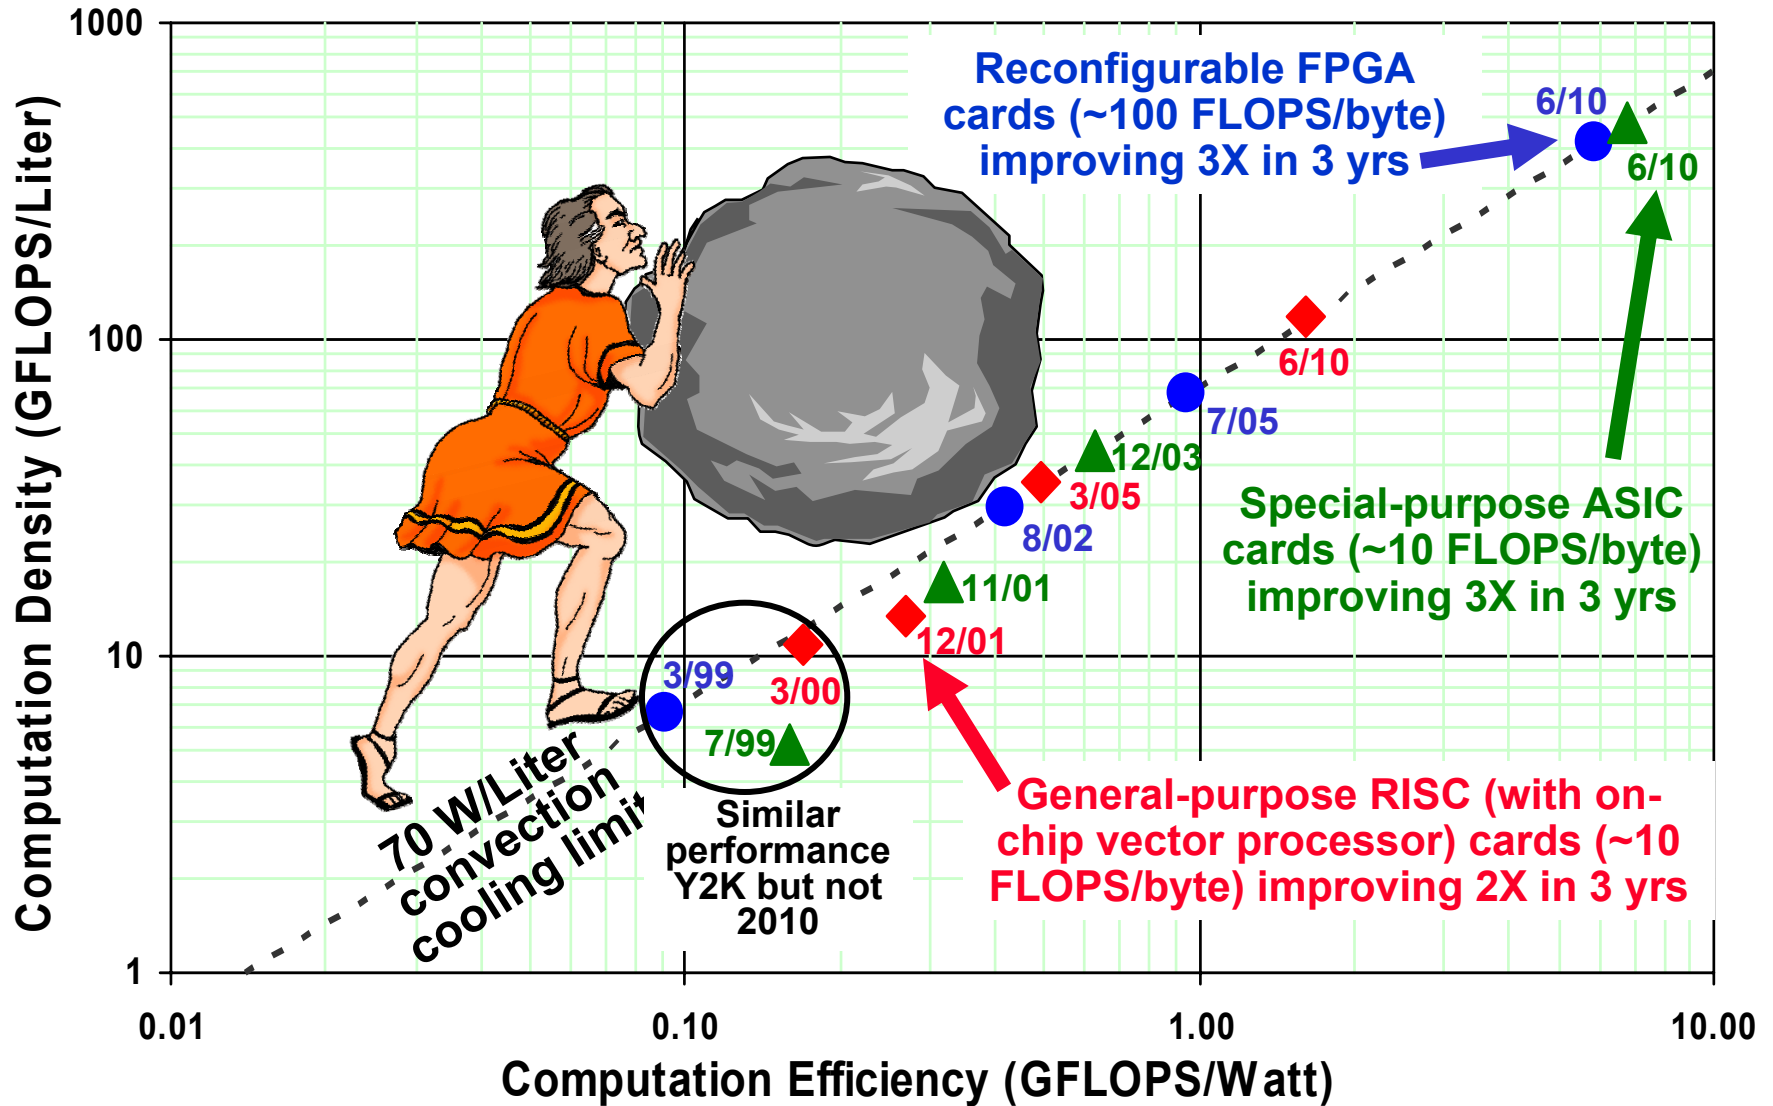 1000
100
10
1
Computation Density (GFLOPS/Liter)
Reconfigurable FPGA
cards (~100 FLOPS/byte)
improving 3X in 3 yrs
6/10
6/10
6/10
7/05
12/03
3/05
8/02
11/01
12/01
3/99
3/00
7/99
Special-purpose ASIC
cards (~10 FLOPS/byte)
improving 3X in 3 yrs
70 W/Liter
convection
cooling limit
Similar
performance
Y2K but not
2010
General-purpose RISC (with on-
chip vector processor) cards (~10
FLOPS/byte) improving 2X in 3 yrs
0.01
0.10
1.00
10.00
Computation Efficiency (GFLOPS/Watt)